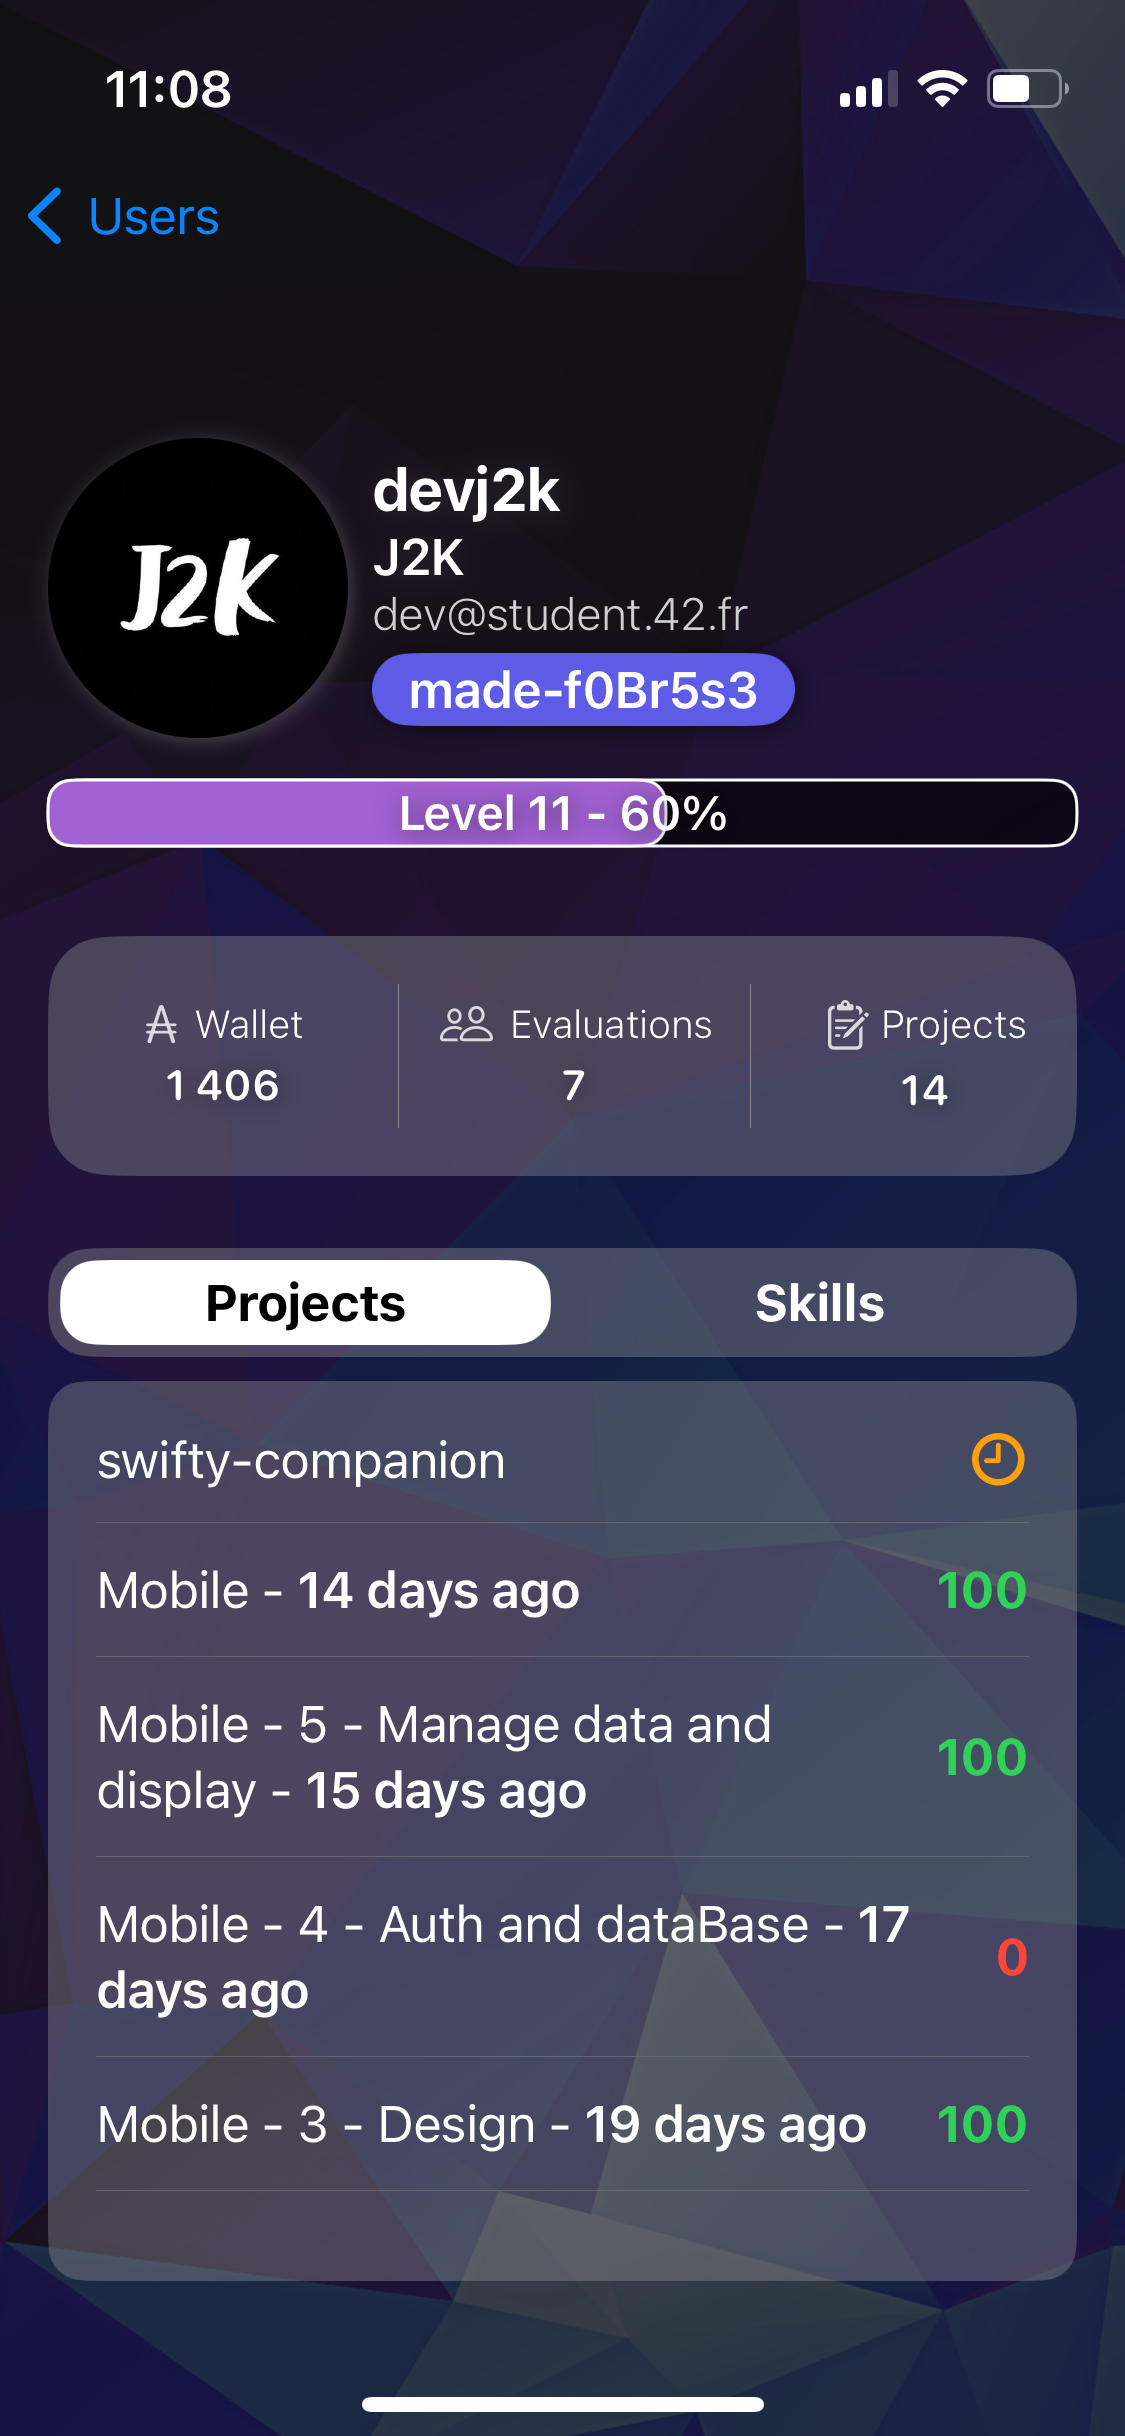 11:08
Users
J2K
devj2k
J2K
dev@student.42.fr
made-f0Br5s3
Level 11 - 60%
Wallet
1 406
Evaluations
7
Projects
14
Projects
Skills
swifty-companion
Mobile - 14 days ago
100
Mobile - 5 - Manage data and
display - 15 days ago
100
Mobile - 4 - Auth and dataBase - 17
days ago
0
Mobile - 3 - Design - 19 days ago
100